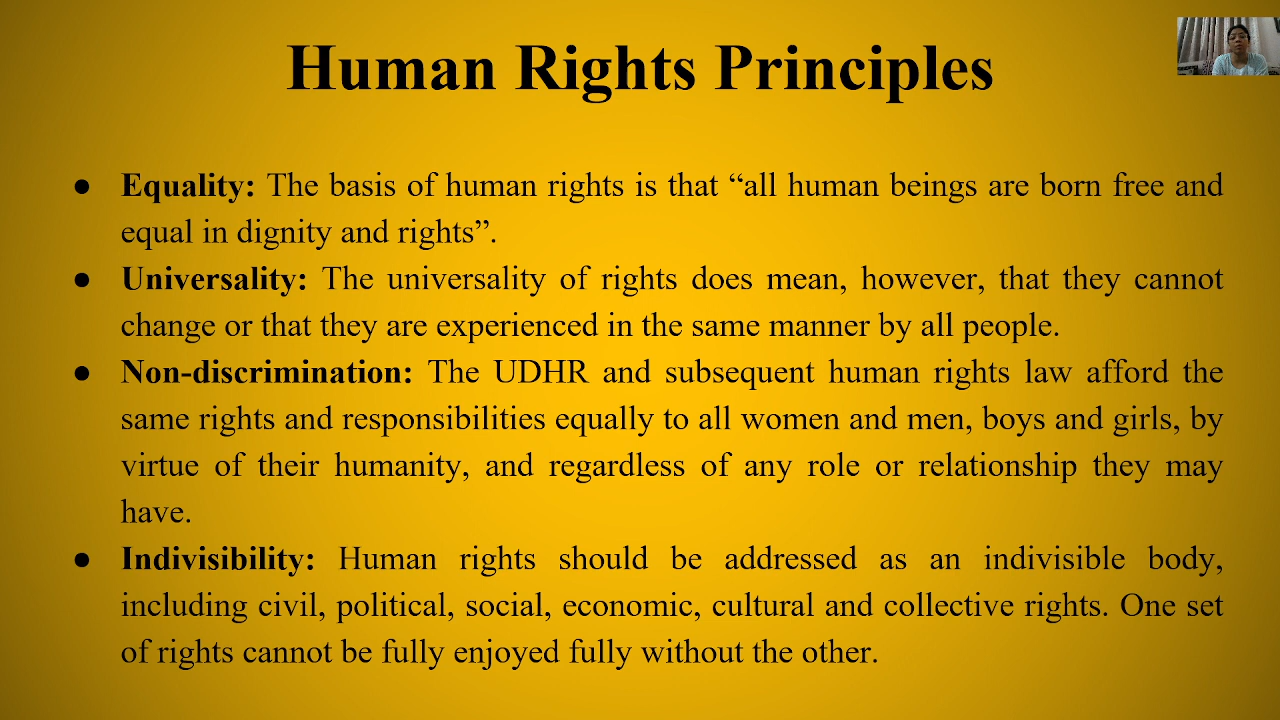 Human Rights Principles
● Equality: The basis of human rights is that “all human beings are born free and
equal in dignity and rights”.
● Universality: The universality of rights does mean, however, that they cannot
change or that they are experienced in the same manner by all people.
● Non-discrimination: The UDHR and subsequent human rights law afford the
same rights and responsibilities equally to all women and men, boys and girls, by
virtue of their humanity, and regardless of any role or relationship they may
have.
● Indivisibility: Human rights should be addressed as an indivisible body,
including civil, political, social, economic, cultural and collective rights. One set
of rights cannot be fully enjoyed fully without the other.